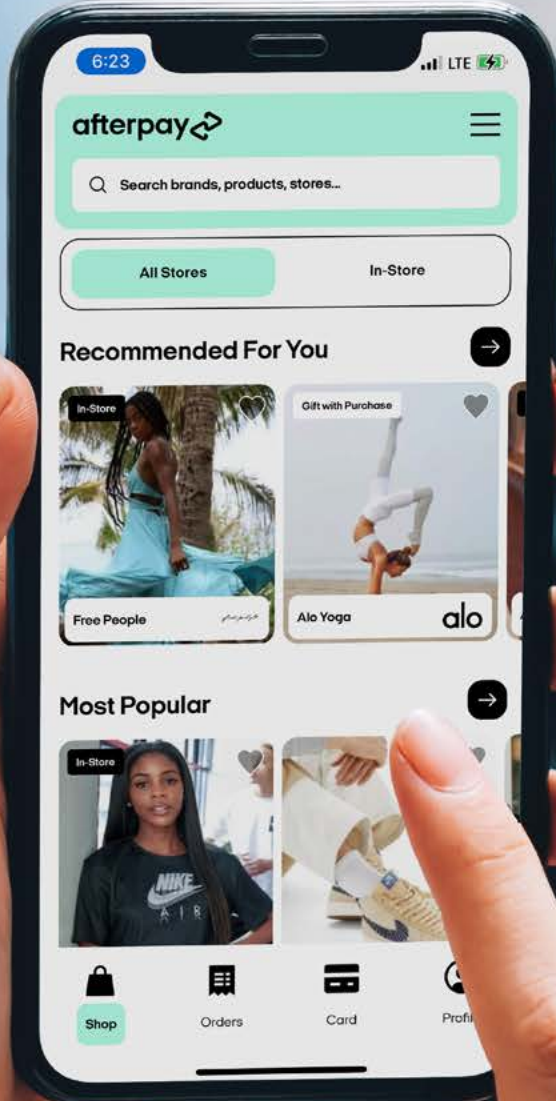 6:23
LTE
afterpay
Search brands, products, stores...
All Stores
In-Store
Recommended For You
In-Store
Gift with Purchase
Free People
Alo Yoga
alo
Most Popular
In-Store
NIKE
AIR
Shop
Orders
Card